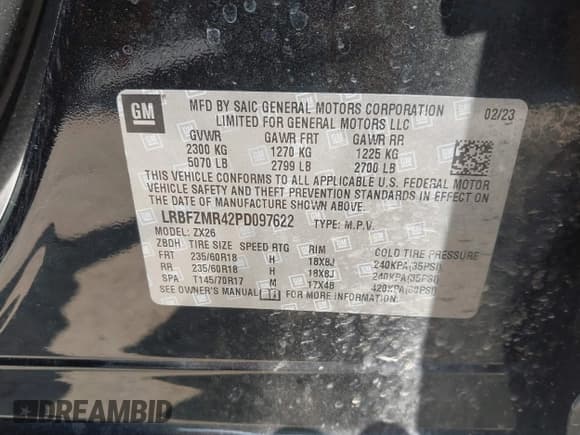 GM
MFD BY SAIC GENERAL MOTORS CORPORATION 02/23
LIMITED FOR GENERAL MOTORS LLC
GVWR GAWR FRT GAWR RR
2300 KG 1270 KG 1225 KG
5070 LB 2799 LB 2700 LB
THIS VEHICLE CONFORMS TO ALL APPLICABLE U.S. FEDERAL MOTOR
VEHICLE SAFETY AND THEFT PREVENTION STANDARDS IN EFFECT ON
THE DATE OF MANUFACTURE SHOWN ABOVE.
LRBFZMR42PD097622 TYPE: M.P.V.
MODEL: ZX26
ZBDH TIRE SIZE SPEED RTG RIM COLD TIRE PRESSURE
FRT 235/60R18 H 18X8J 240KPA(35PSI)
RR 235/60R18 H 18X8J 240KPA(35PSI)
SPA T145/70R17 M 17X4B 420KPA(60PSI)
SEE OWNER'S MANUAL
DREAMBID